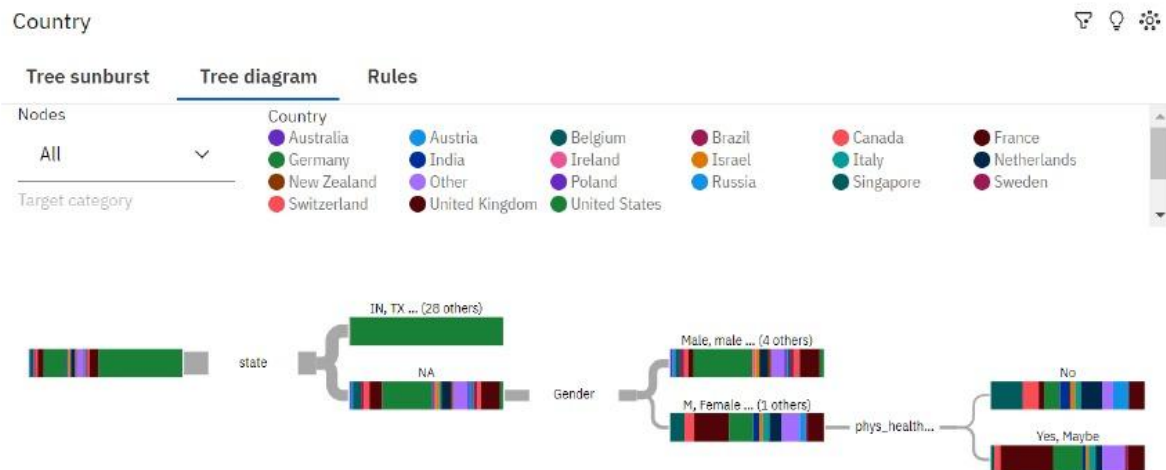 Country
Tree sunburst Tree diagram Rules
Nodes
All
Target category
Country
Australia Austria Belgium Brazil Canada France
Germany India Ireland Israel Italy Netherlands
New Zealand Other Poland Russia Singapore Sweden
Switzerland United Kingdom United States
IN, TX ... (28 others)
state
NA
Gender
Male, male ... (4 others)
M, Female ... (1 others)
phys_health...
No
Yes, Maybe